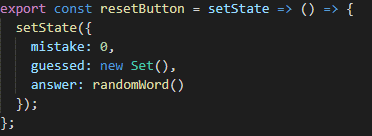 export const resetButton = setState => () => {
  setState({
    mistake: 0,
    guessed: new Set(),
    answer: randomWord()
  });
};